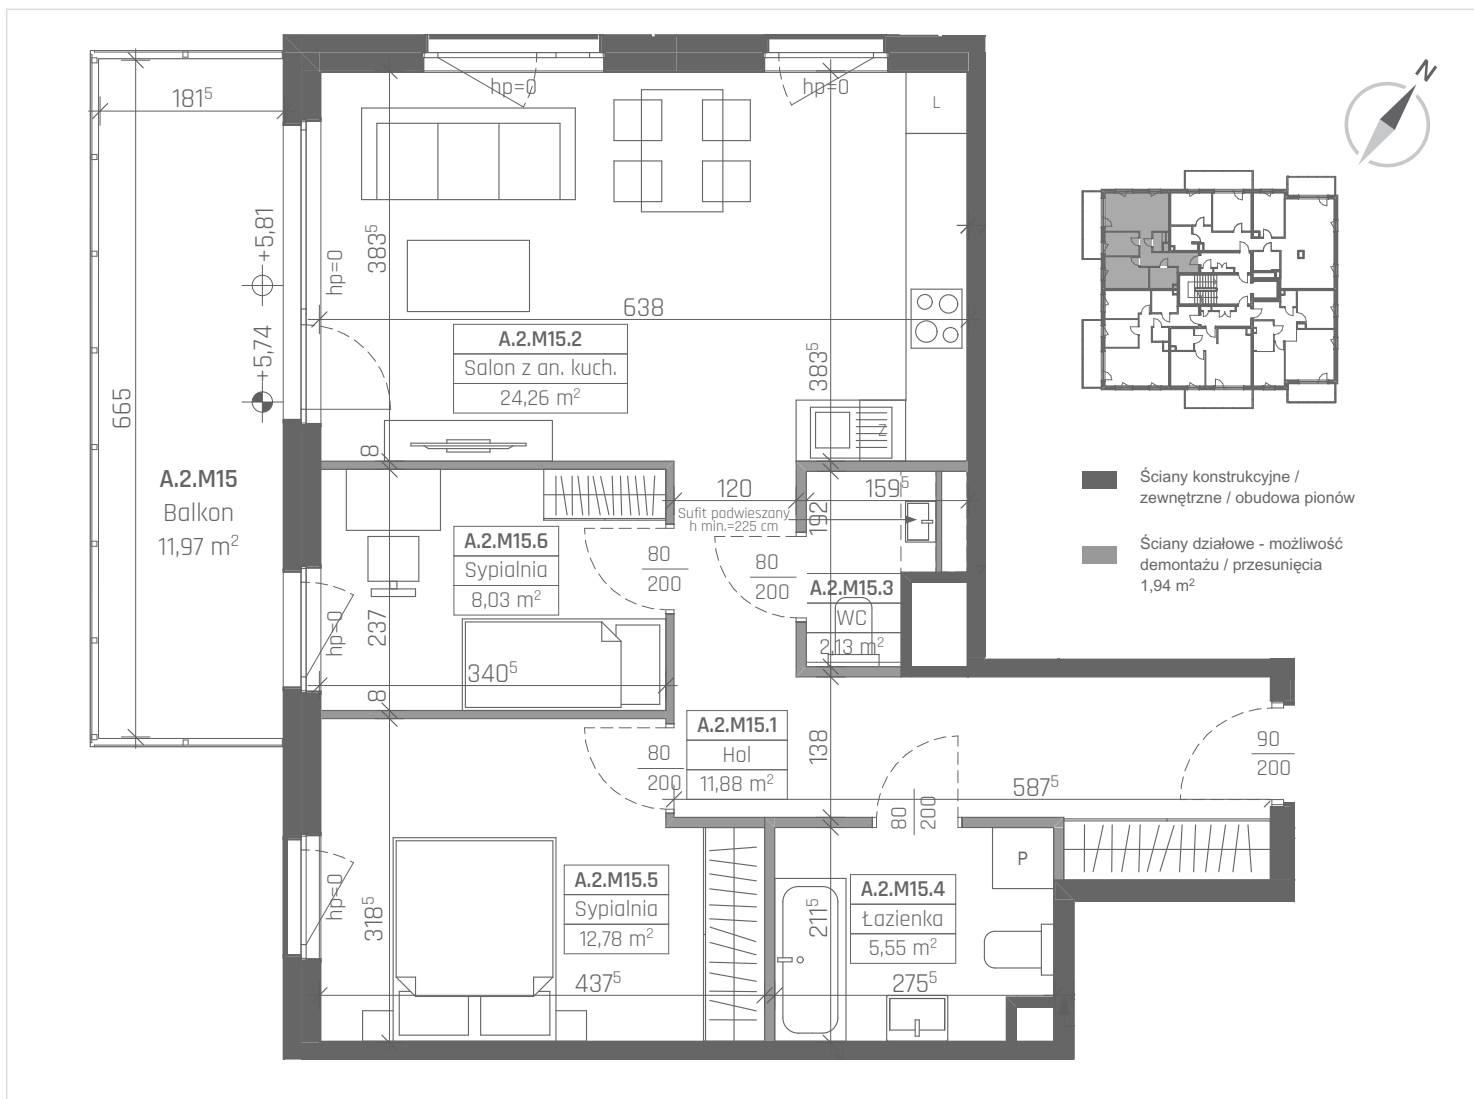 N
181⁵
hp=0
hp=0
L
+5,81
383⁵
hp=0
638
+5,74
A.2.M15.2
Salon z an. kuch.
24,26 m²
383⁵
665
8
Z
A.2.M15
Balkon
11,97 m²
120
159⁵
Sufit podwieszany
h min.=225 cm
192
A.2.M15.6
Sypialnia
8,03 m²
80
200
80
200
A.2.M15.3
WC
2,13 m²
237
hp=0
340⁵
8
Ściany konstrukcyjne /
zewnętrzne / obudowa pionów
Ściany działowe - możliwość
demontażu / przesunięcia
1,94 m²
A.2.M15.1
Hol
11,88 m²
80
200
138
90
200
587⁵
80
200
P
hp=0
318⁵
A.2.M15.5
Sypialnia
12,78 m²
437⁵
211⁵
A.2.M15.4
Łazienka
5,55 m²
275⁵